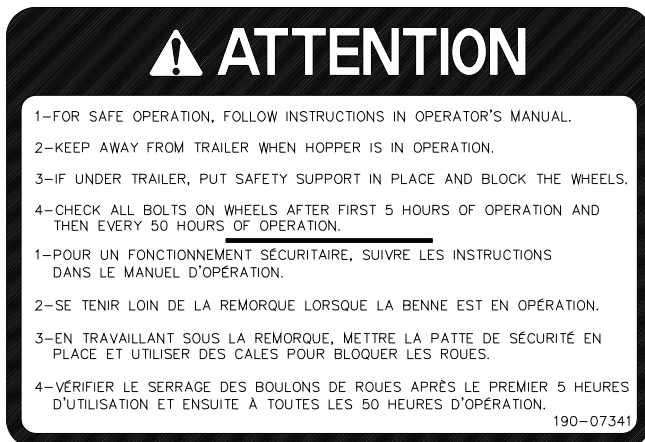 ATTENTION
1-FOR SAFE OPERATION, FOLLOW INSTRUCTIONS IN OPERATOR'S MANUAL.
2-KEEP AWAY FROM TRAILER WHEN HOPPER IS IN OPERATION.
3-IF UNDER TRAILER, PUT SAFETY SUPPORT IN PLACE AND BLOCK THE WHEELS.
4-CHECK ALL BOLTS ON WHEELS AFTER FIRST 5 HOURS OF OPERATION AND
THEN EVERY 50 HOURS OF OPERATION.
1-POUR UN FONCTIONNEMENT SÉCURITAIRE, SUIVRE LES INSTRUCTIONS
DANS LE MANUEL D'OPÉRATION.
2-SE TENIR LOIN DE LA REMORQUE LORSQUE LA BENNE EST EN OPÉRATION.
3-EN TRAVAILLANT SOUS LA REMORQUE, METTRE LA PATTE DE SÉCURITÉ EN
PLACE ET UTILISER DES CALES POUR BLOQUER LES ROUES.
4-VÉRIFIER LE SERRAGE DES BOULONS DE ROUES APRÈS LE PREMIER 5 HEURES
D'UTILISATION ET ENSUITE À TOUTES LES 50 HEURES D'OPÉRATION.
190-07341